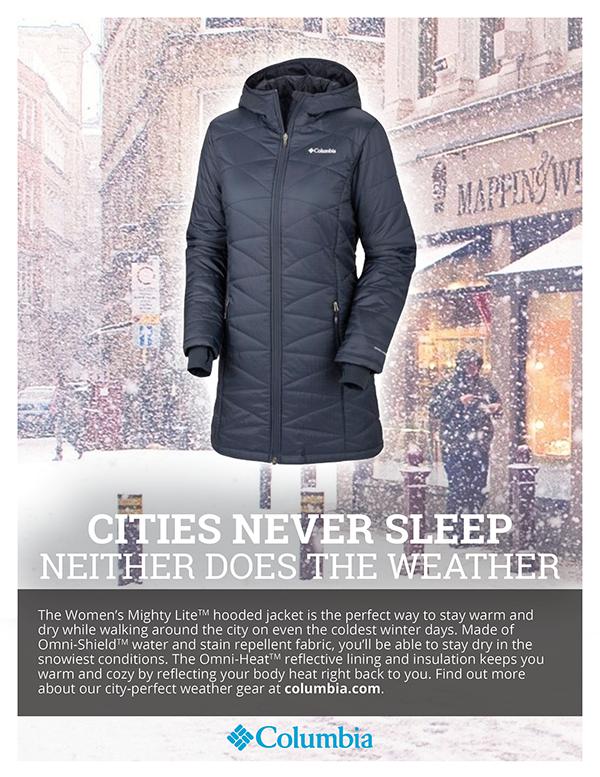 Columbia
MAPPIN & W
CITIES NEVER SLEEP
NEITHER DOES THE WEATHER
The Women's Mighty Lite™ hooded jacket is the perfect way to stay warm and
dry while walking around the city on even the coldest winter days. Made of
Omni-Shield™ water and stain repellent fabric, you'll be able to stay dry in the
snowiest conditions. The Omni-Heat™ reflective lining and insulation keeps you
warm and cozy by reflecting your body heat right back to you. Find out more
about our city-perfect weather gear at columbia.com.
Columbia